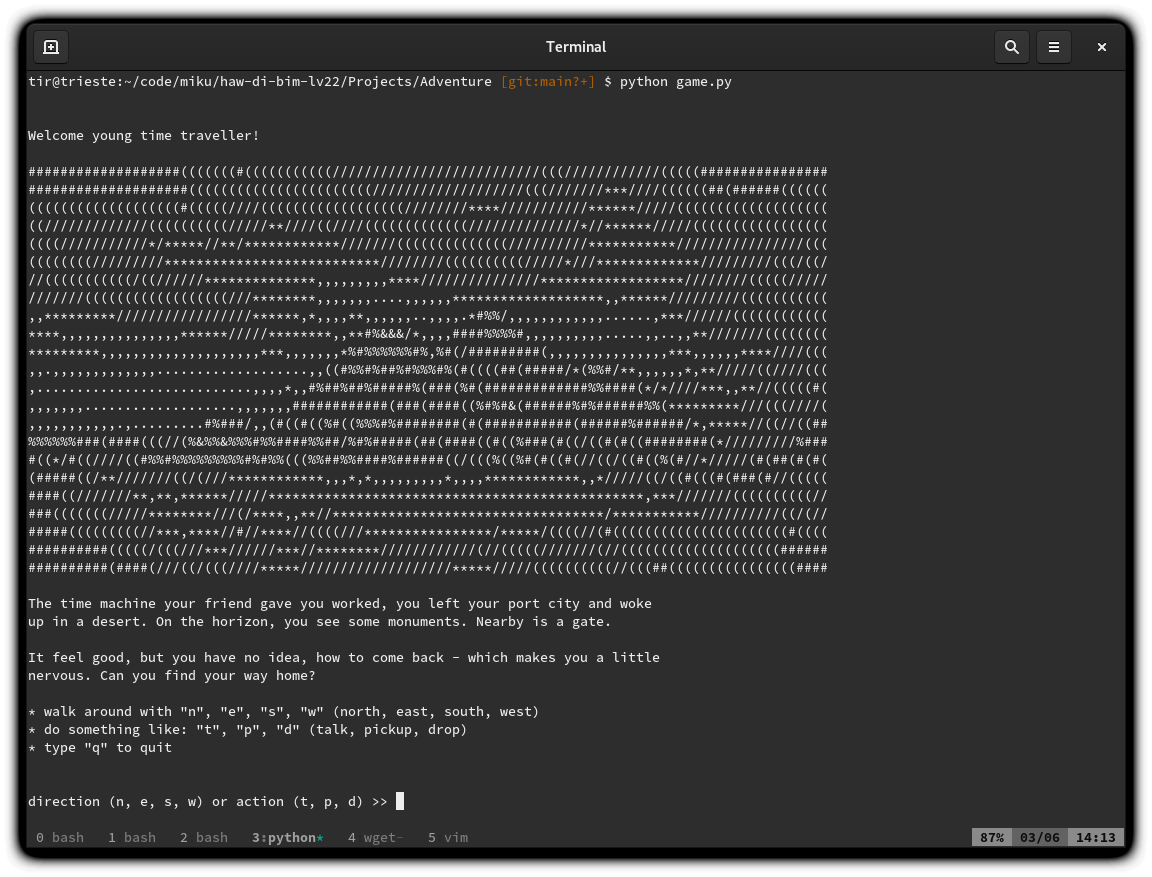 Terminal
tir@trieste:~/code/miku/haw-di-bim-lv22/Projects/Adventure [git:main?+] $ python game.py
Welcome young time traveller!
The time machine your friend gave you worked, you left your port city and woke
up in a desert. On the horizon, you see some monuments. Nearby is a gate.
It feel good, but you have no idea, how to come back - which makes you a little
nervous. Can you find your way home?
* walk around with "n", "e", "s", "w" (north, east, south, west)
* do something like: "t", "p", "d" (talk, pickup, drop)
* type "q" to quit
direction (n, e, s, w) or action (t, p, d) >>
0 bash 1 bash 2 bash 3:python* 4 wget- 5 vim 87% 03/06 14:13